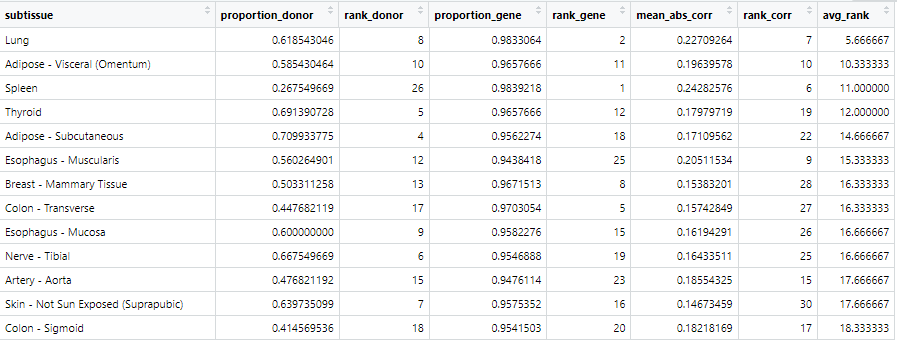 subtissue proportion_donor rank_donor proportion_gene rank_gene mean_abs_corr rank_corr avg_rank
Lung 0.618543046 8 0.9833064 2 0.22709264 7 5.666667
Adipose - Visceral (Omentum) 0.585430464 10 0.9657666 11 0.19639578 10 10.333333
Spleen 0.267549669 26 0.9839218 1 0.24282576 6 11.000000
Thyroid 0.691390728 5 0.9657666 12 0.17979719 19 12.000000
Adipose - Subcutaneous 0.709933775 4 0.9562274 18 0.17109562 22 14.666667
Esophagus - Muscularis 0.560264901 12 0.9438418 25 0.20511534 9 15.333333
Breast - Mammary Tissue 0.503311258 13 0.9671513 8 0.15383201 28 16.333333
Colon - Transverse 0.447682119 17 0.9703054 5 0.15742849 27 16.333333
Esophagus - Mucosa 0.600000000 9 0.9582276 15 0.16194291 26 16.666667
Nerve - Tibial 0.667549669 6 0.9546888 19 0.16433511 25 16.666667
Artery - Aorta 0.476821192 15 0.9476114 23 0.18554325 15 17.666667
Skin - Not Sun Exposed (Suprapubic) 0.639735099 7 0.9575352 16 0.14673459 30 17.666667
Colon - Sigmoid 0.414569536 18 0.9541503 20 0.18218169 17 18.333333